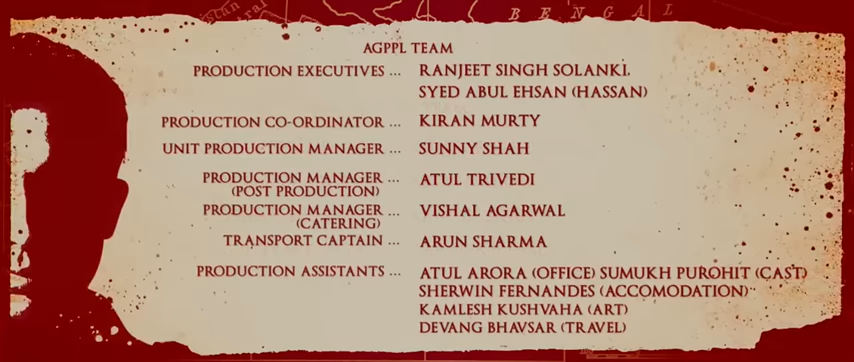 BENGAL
AGPPL TEAM
PRODUCTION EXECUTIVES ... RANJEET SINGH SOLANKI,
SYED ABUL EHSAN (HASSAN)
PRODUCTION CO-ORDINATOR ... KIRAN MURTY
UNIT PRODUCTION MANAGER ... SUNNY SHAH
PRODUCTION MANAGER ... ATUL TRIVEDI
(POST PRODUCTION)
PRODUCTION MANAGER ... VISHAL AGARWAL
(CATERING)
TRANSPORT CAPTAIN ... ARUN SHARMA
PRODUCTION ASSISTANTS ... ATUL ARORA (OFFICE) SUMUKH PUROHIT (CAST)
SHERWIN FERNANDES (ACCOMODATION)
KAMLESH KUSHVAHA (ART)
DEVANG BHAVSAR (TRAVEL)